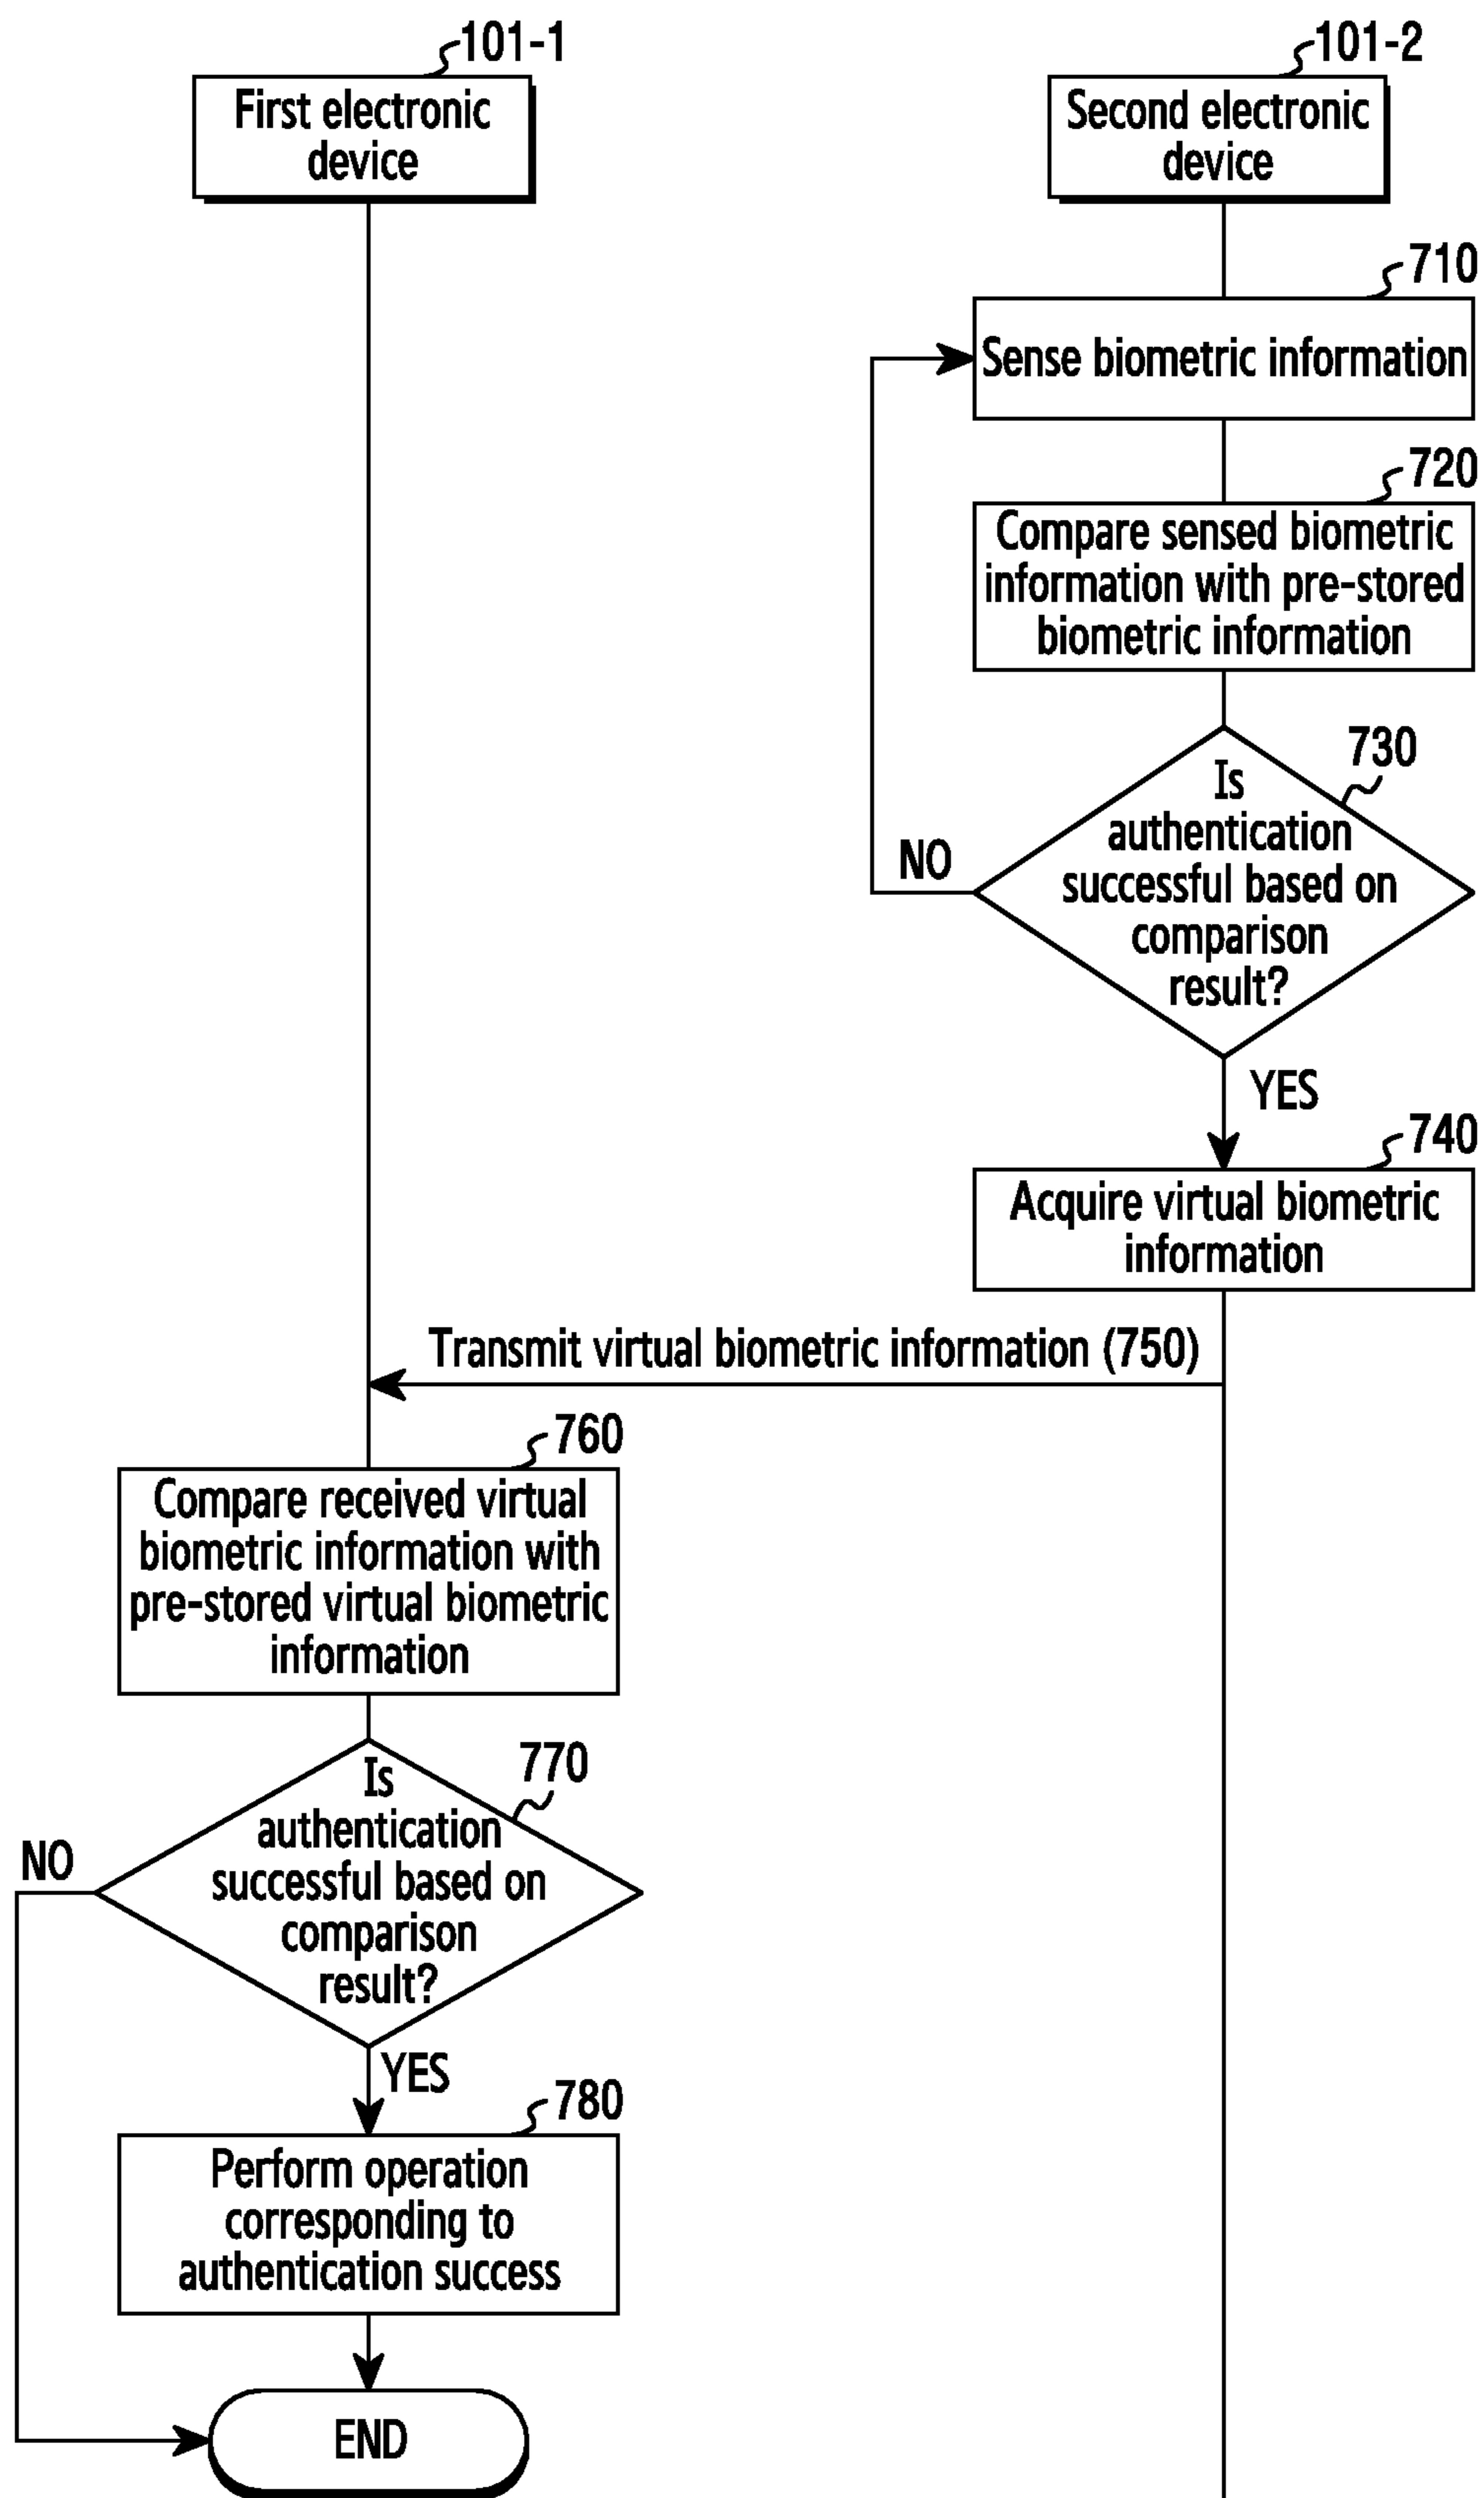 101-1
First electronic
device
101-2
Second electronic
device
710
Sense biometric information
720
Compare sensed biometric
information with pre-stored
biometric information
730
Is
authentication
successful based on
comparison
result?
NO
YES
740
Acquire virtual biometric
information
Transmit virtual biometric information (750)
760
Compare received virtual
biometric information with
pre-stored virtual biometric
information
770
Is
authentication
successful based on
comparison
result?
NO
YES
780
Perform operation
corresponding to
authentication success
END